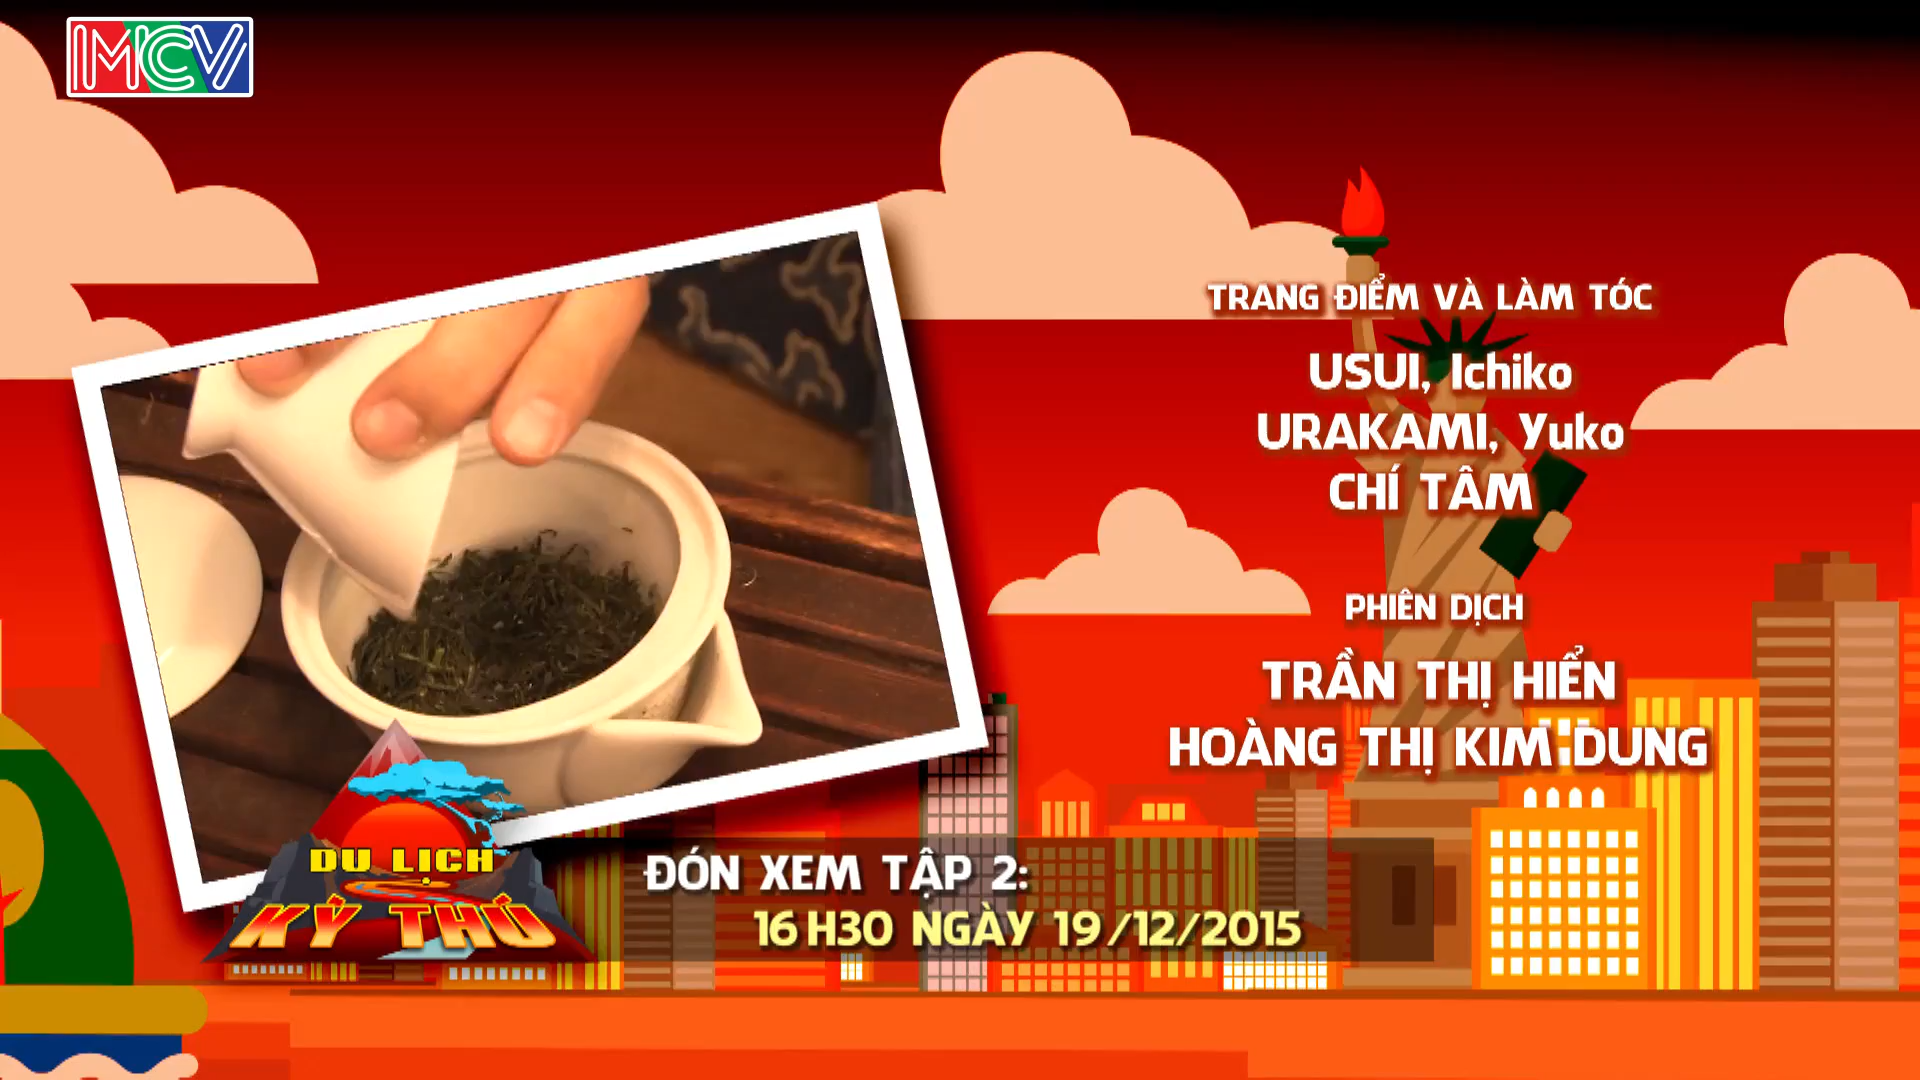 MCV
TRANG ĐIỂM VÀ LÀM TÓC
USUI, Ichiko
URAKAMI, Yuko
CHÍ TÂM
PHIÊN DỊCH
TRẦN THỊ HIỂN
HOÀNG THỊ KIM DUNG
DU LỊCH
KỲ THÚ
ĐÓN XEM TẬP 2:
16 H30 NGÀY 19/12/2015